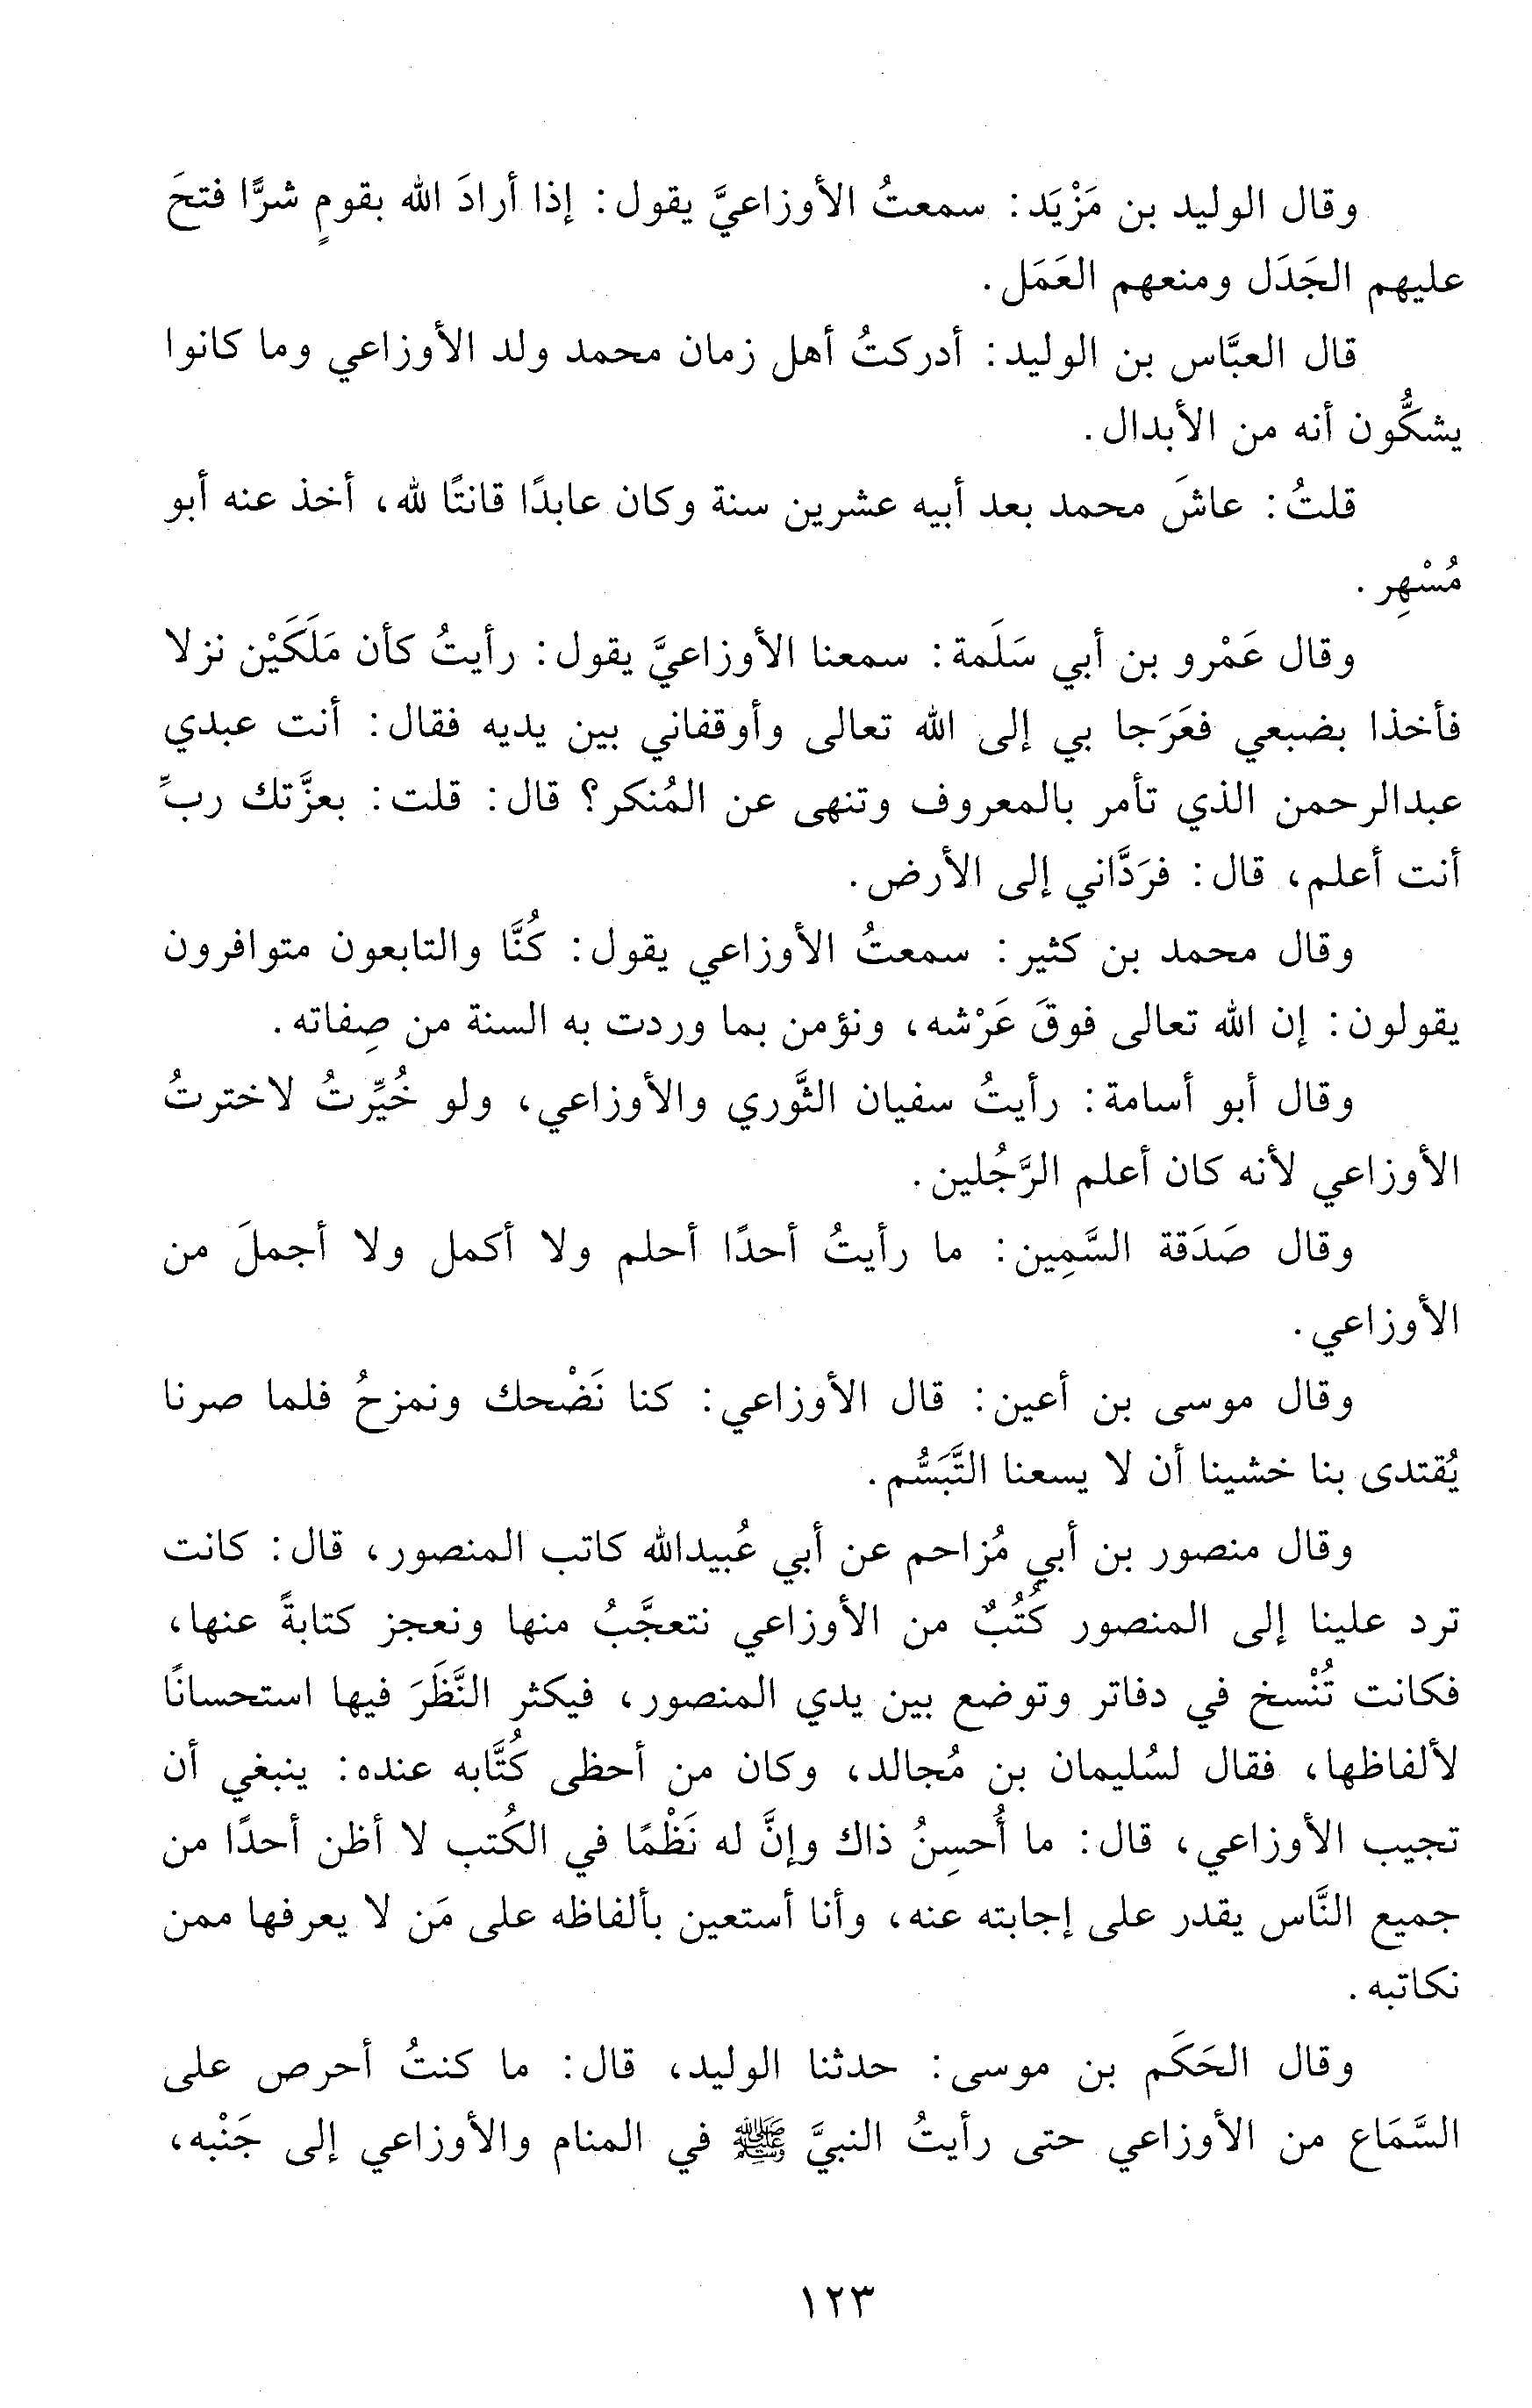 وقال الوليد بن مَزْيَد: سمعتُ الأوزاعيَّ يقول: إذا أرادَ الله بقومٍ شرًّا فتحَ
عليهم الجَدَل ومنعهم العَمَل.
قال العبَّاس بن الوليد: أدركتُ أهل زمان محمد ولد الأوزاعي وما كانوا
يشكُّون أنه من الأبدال.
قلتُ: عاشَ محمد بعد أبيه عشرين سنة وكان عابدًا قانتًا لله، أخذ عنه أبو
مُسْهِر.
وقال عَمْرو بن أبي سَلَمة: سمعنا الأوزاعيَّ يقول: رأيتُ كأن مَلَكَيْن نزلا
فأخذا بضبعي فعَرَجا بي إلى الله تعالى وأوقفاني بين يديه فقال: أنت عبدي
عبدالرحمن الذي تأمر بالمعروف وتنهى عن المُنكر؟ قال: قلت: بعزَّتك ربِّ
أنت أعلم، قال: فرَدَّاني إلى الأرض.
وقال محمد بن كثير: سمعتُ الأوزاعي يقول: كُنَّا والتابعون متوافرون
يقولون: إن الله تعالى فوقَ عَرْشه، ونؤمن بما وردت به السنة من صِفاته.
وقال أبو أسامة: رأيتُ سفيان الثَّوري والأوزاعي، ولو خُيِّرتُ لاخترتُ
الأوزاعي لأنه كان أعلم الرَّجُلين.
وقال صَدَقة السَّمِين: ما رأيتُ أحدًا أحلم ولا أكمل ولا أجملَ من
الأوزاعي.
وقال موسى بن أعين: قال الأوزاعي: كنا نَضْحك ونمزحُ فلما صرنا
يُقتدى بنا خشينا أن لا يسعنا التَّبَسُّم.
وقال منصور بن أبي مُزاحم عن أبي عُبيدالله كاتب المنصور، قال: كانت
ترد علينا إلى المنصور كُتُبٌ من الأوزاعي نتعجَّبُ منها ونعجز كتابةً عنها،
فكانت تُنْسخ في دفاتر وتوضع بين يدي المنصور، فيكثر النَّظَرَ فيها استحسانًا
لألفاظها، فقال لسُليمان بن مُجالد، وكان من أحظى كُتَّابه عنده: ينبغي أن
تجيب الأوزاعي، قال: ما أُحسِنُ ذاك وإنَّ له نَظْمًا في الكُتب لا أظن أحدًا من
جميع النَّاس يقدر على إجابته عنه، وأنا أستعين بألفاظه على مَن لا يعرفها ممن
نكاتبه.
وقال الحَكَم بن موسى: حدثنا الوليد، قال: ما كنتُ أحرص على
السَّمَاع من الأوزاعي حتى رأيتُ النبيَّ ﷺ في المنام والأوزاعي إلى جَنْبه،
١٢٣